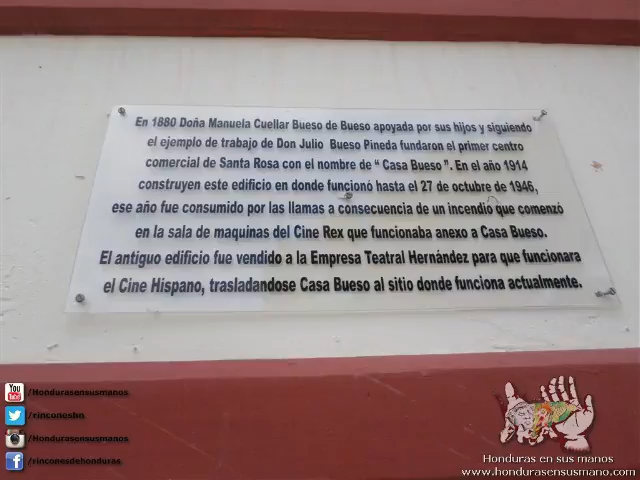 En 1880 Doña Manuela Cuellar Bueso de Bueso apoyada por sus hijos y siguiendo
el ejemplo de trabajo de Don Julio Bueso Pineda fundaron el primer centro
comercial de Santa Rosa con el nombre de “ Casa Bueso ”. En el año 1914
construyen este edificio en donde funcionó hasta el 27 de octubre de 1946,
ese año fue consumido por las llamas a consecuencia de un incendio que comenzó
en la sala de maquinas del Cine Rex que funcionaba anexo a Casa Bueso.
El antiguo edificio fue vendido a la Empresa Teatral Hernández para que funcionara
el Cine Hispano, trasladandose Casa Bueso al sitio donde funciona actualmente.
You
/Hondurasensusmanos
/rinconeshn
/Hondurasensusmanos
/rinconesdehonduras
Honduras en sus manos
www.hondurasensusmano.com